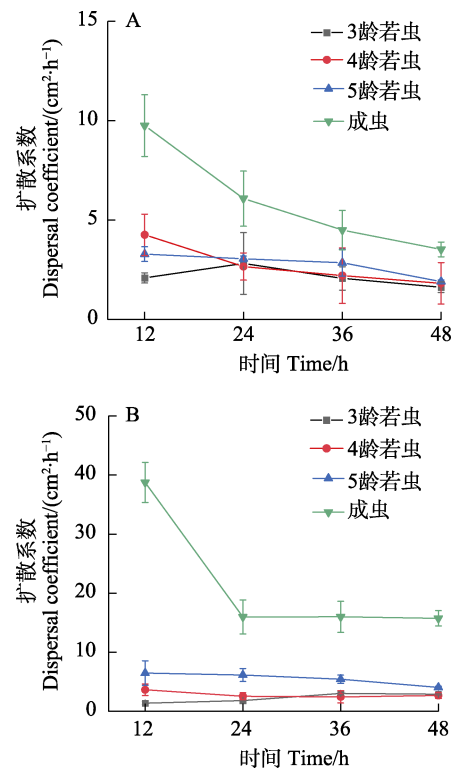 A
3龄若虫
4龄若虫
5龄若虫
成虫
15
10
5
0
扩散系数
Dispersal coefficient/(cm²·h⁻¹)
12 24 36 48
时间 Time/h
B
3龄若虫
4龄若虫
5龄若虫
成虫
50
40
30
20
10
0
扩散系数
Dispersal coefficient/(cm²·h⁻¹)
12 24 36 48
时间 Time/h